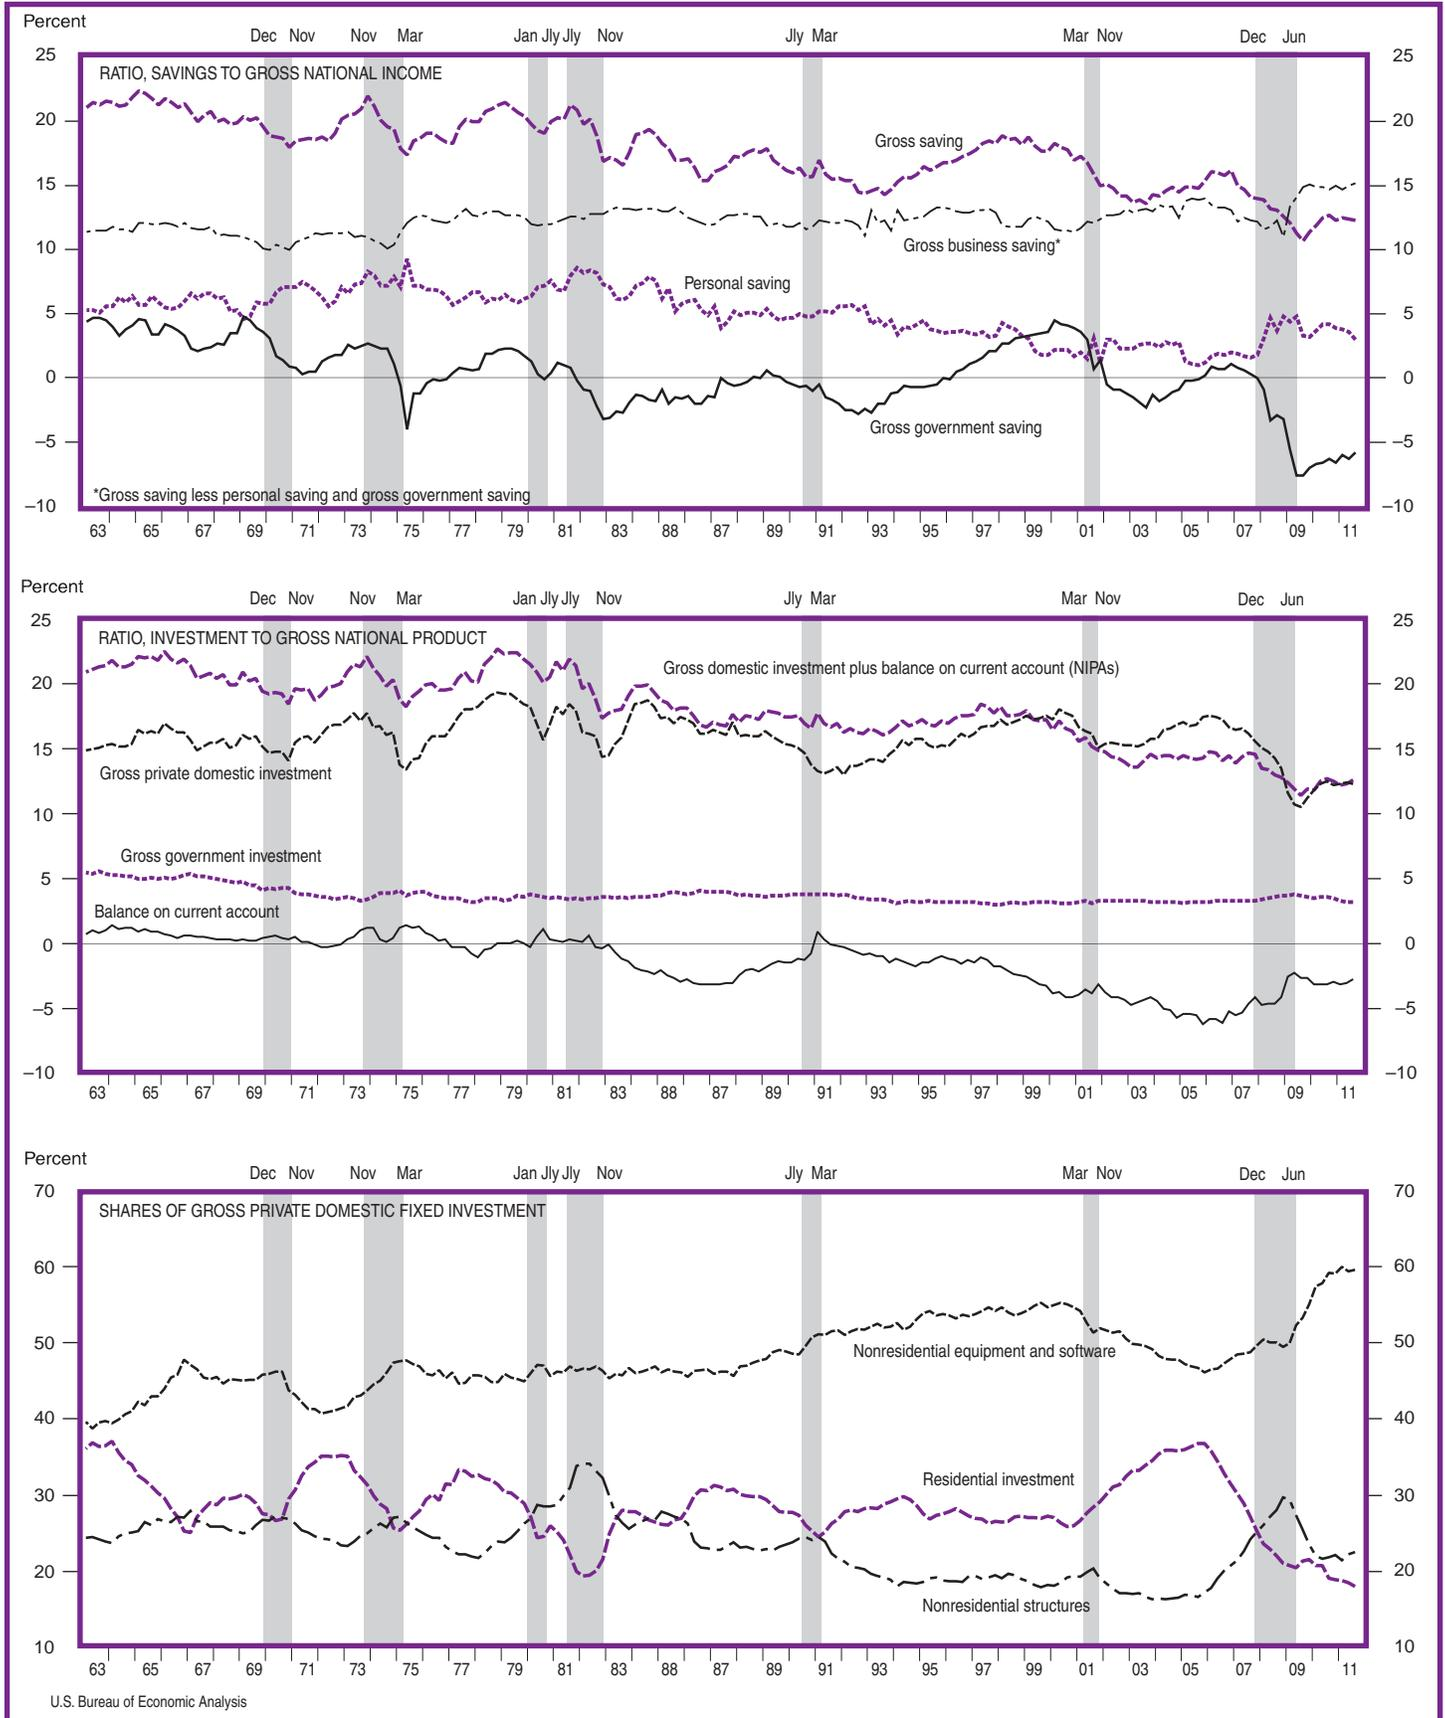 Percent
Dec Nov Nov Mar Jan Jly Jly Nov Jly Mar Mar Nov Dec Jun
25 25
RATIO, SAVINGS TO GROSS NATIONAL INCOME
20 20
Gross saving
15 15
10 Gross business saving* 10
Personal saving
5 5
0 0
Gross government saving
–5 –5
*Gross saving less personal saving and gross government saving
–10 –10
63 65 67 69 71 73 75 77 79 81 83 85 87 89 91 93 95 97 99 01 03 05 07 09 11
Percent
Dec Nov Nov Mar Jan Jly Jly Nov Jly Mar Mar Nov Dec Jun
25 25
RATIO, INVESTMENT TO GROSS NATIONAL PRODUCT
Gross domestic investment plus balance on current account (NIPAs)
20 20
15 15
Gross private domestic investment
10 10
Gross government investment
5 5
Balance on current account
0 0
–5 –5
–10 –10
63 65 67 69 71 73 75 77 79 81 83 85 87 89 91 93 95 97 99 01 03 05 07 09 11
Percent
Dec Nov Nov Mar Jan Jly Jly Nov Jly Mar Mar Nov Dec Jun
70 70
SHARES OF GROSS PRIVATE DOMESTIC FIXED INVESTMENT
60 60
50 50
Nonresidential equipment and software
40 40
Residential investment
30 30
20 20
Nonresidential structures
10 10
63 65 67 69 71 73 75 77 79 81 83 85 87 89 91 93 95 97 99 01 03 05 07 09 11
U.S. Bureau of Economic Analysis